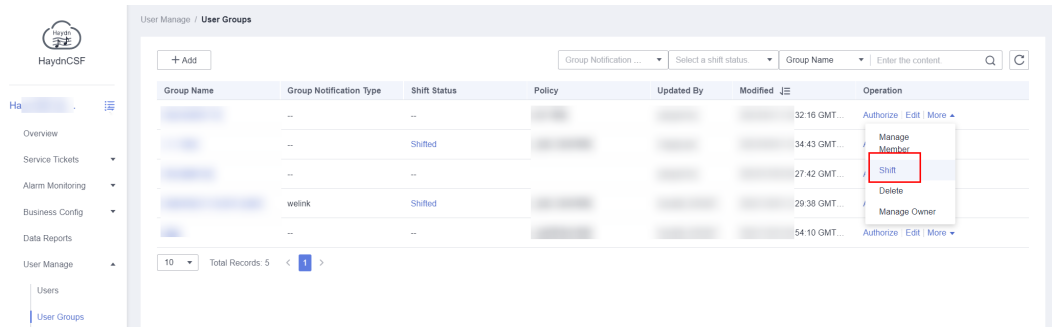 User Manage / User Groups
Haydn
HaydnCSF
+ Add
Group Notification ...
Select a shift status.
Group Name
Enter the content
Group Name Group Notification Type Shift Status Policy Updated By Modified Operation
Ha
-- -- 32:16 GMT... Authorize Edit More
Overview
Manage
Member
-- Shifted 34:43 GMT...
Service Tickets
Shift
-- -- 27:42 GMT...
Alarm Monitoring
Delete
welink Shifted 29:38 GMT...
Business Config
Manage Owner
-- -- 54:10 GMT... Authorize Edit More
Data Reports
10 Total Records: 5 < 1 >
User Manage
Users
User Groups